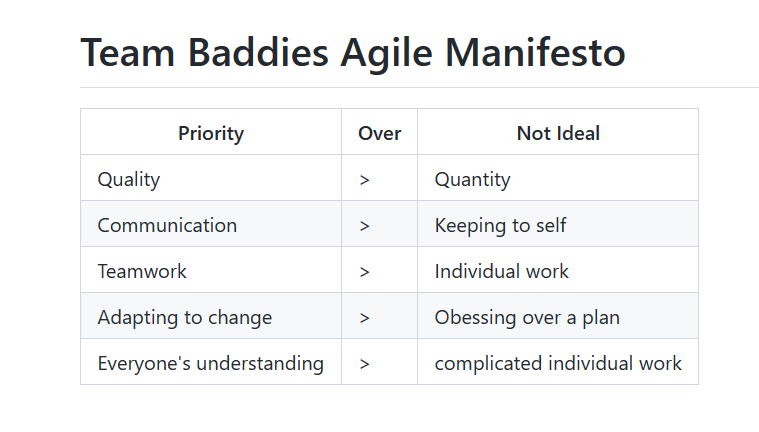 Team Baddies Agile Manifesto
Priority Over Not Ideal
Quality > Quantity
Communication > Keeping to self
Teamwork > Individual work
Adapting to change > Obessing over a plan
Everyone's understanding > complicated individual work